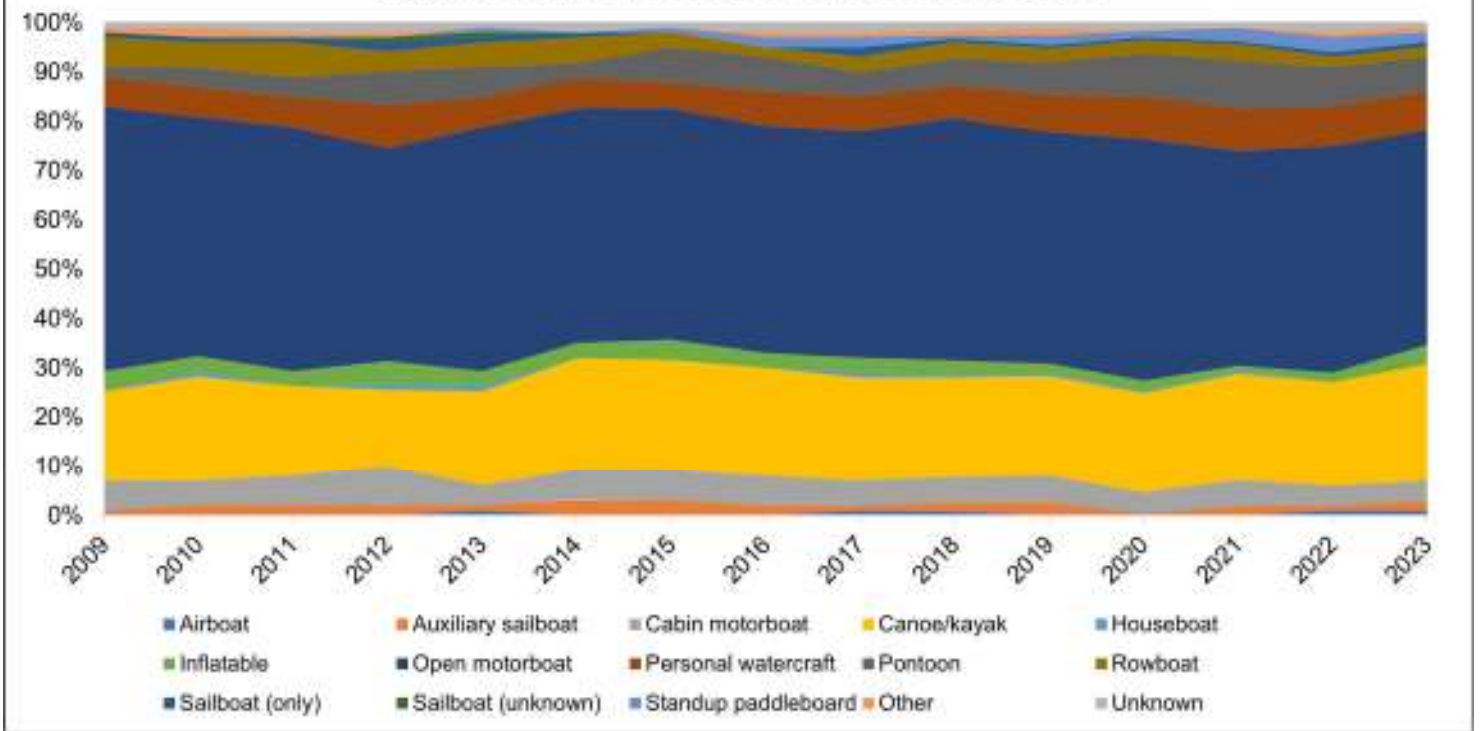 100%
90%
80%
70%
60%
50%
40%
30%
20%
10%
0%
2009 2010 2011 2012 2013 2014 2015 2016 2017 2018 2019 2020 2021 2022 2023
Airboat Auxiliary sailboat Cabin motorboat Canoe/kayak Houseboat
Inflatable Open motorboat Personal watercraft Pontoon Rowboat
Sailboat (only) Sailboat (unknown) Standup paddleboard Other Unknown